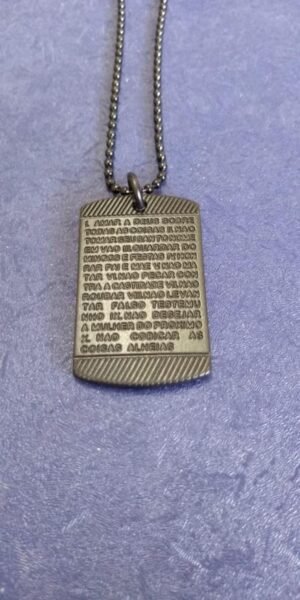 I. AMAR A DEUS SOBRE
TODAS AS COISAS II. NAO
TOMAR SEU SANTO NOME
EM VAO III. GUARDAR DO
MINGOS E FESTAS IV. HON
RAR PAI E MAE V. NAO MA
TAR VI. NAO PECAR CON
TRA A CASTIDADE VII. NAO
ROUBAR VIII. NAO LEVAN
TAR FALSO TESTEMU
NHO IX. NAO DESEJAR
A MULHER DO PROXIMO
X. NAO COBICAR AS
COISAS ALHEIAS